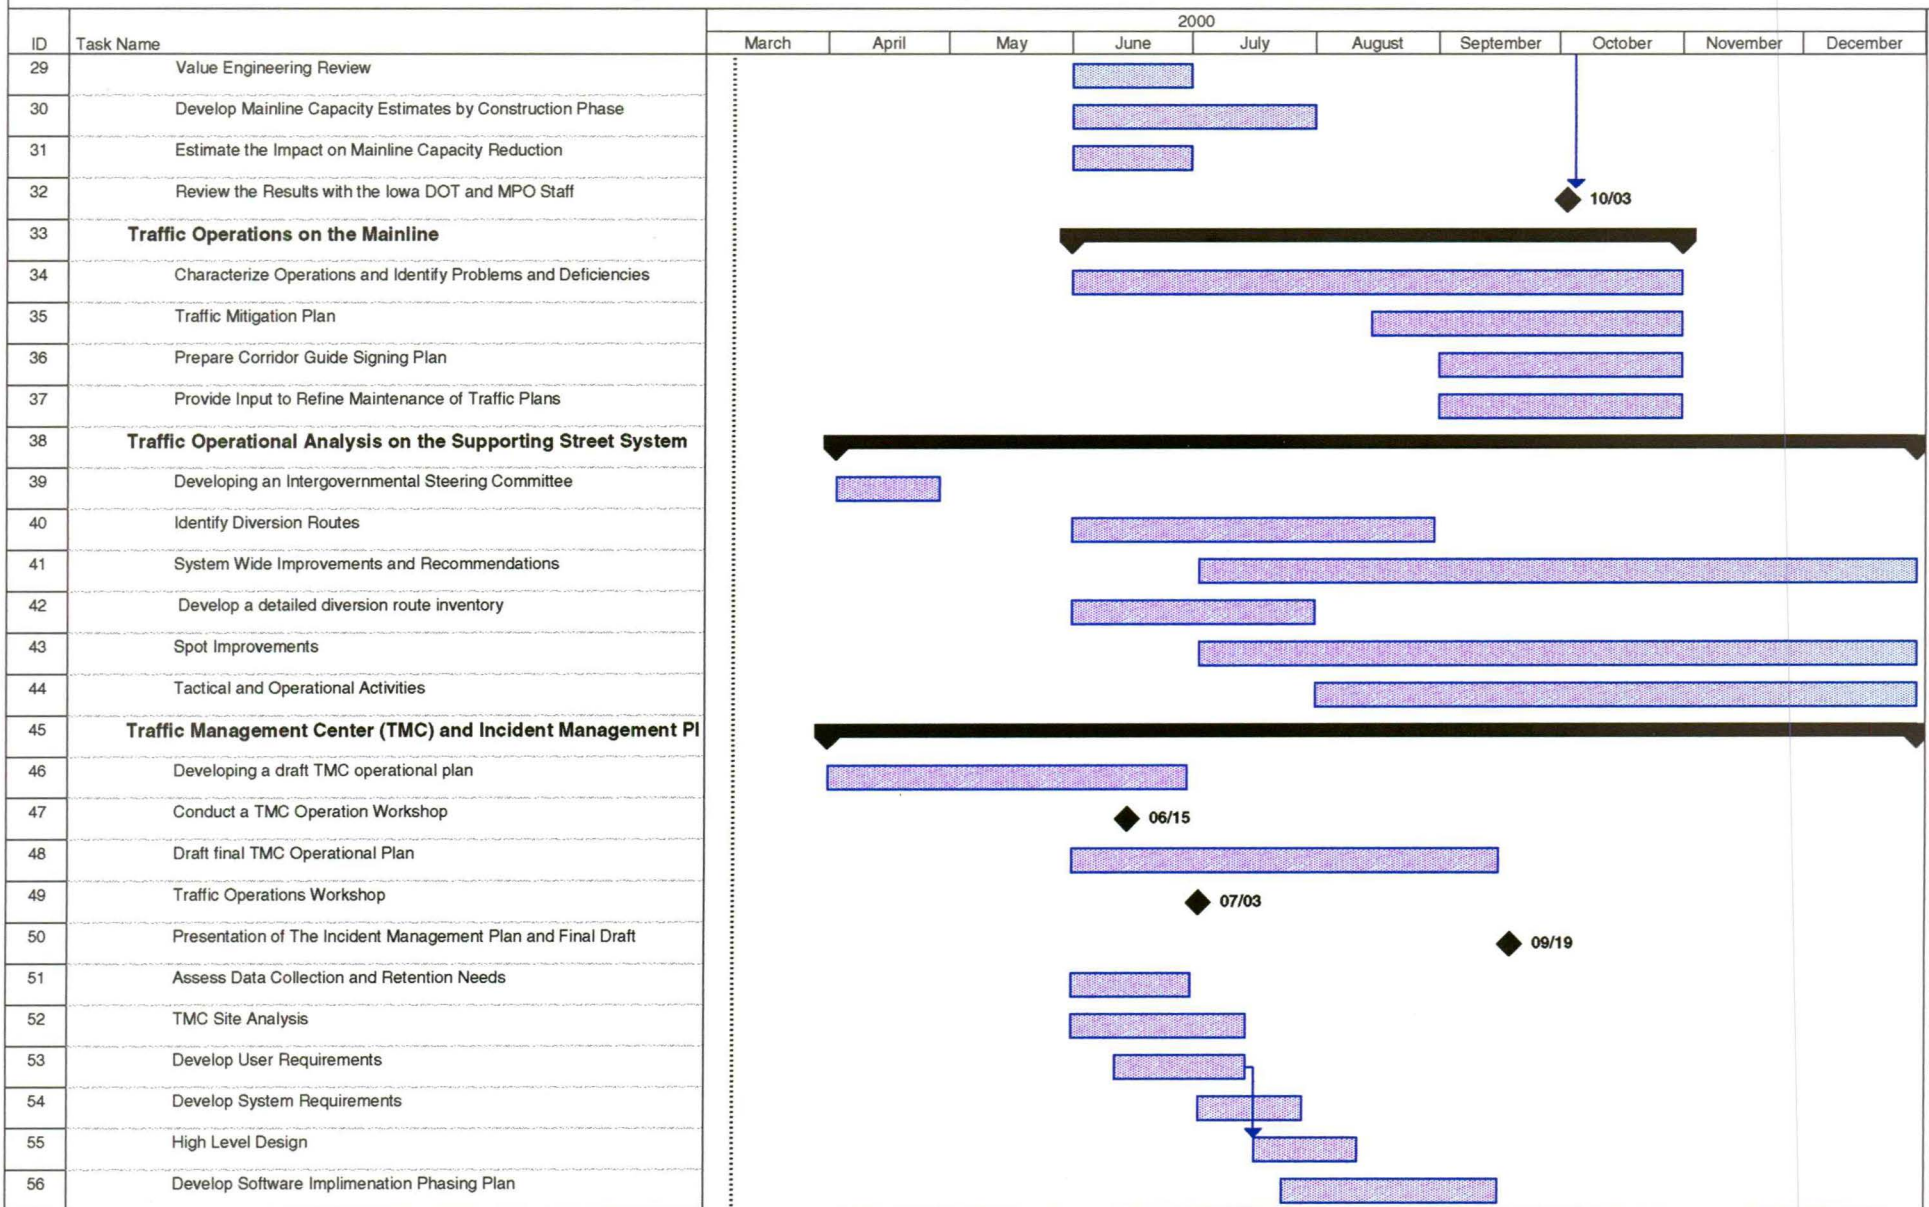 2000
ID Task Name March April May June July August September October November December
29 Value Engineering Review
30 Develop Mainline Capacity Estimates by Construction Phase
31 Estimate the Impact on Mainline Capacity Reduction
32 Review the Results with the Iowa DOT and MPO Staff 10/03
33 Traffic Operations on the Mainline
34 Characterize Operations and Identify Problems and Deficiencies
35 Traffic Mitigation Plan
36 Prepare Corridor Guide Signing Plan
37 Provide Input to Refine Maintenance of Traffic Plans
38 Traffic Operational Analysis on the Supporting Street System
39 Developing an Intergovernmental Steering Committee
40 Identify Diversion Routes
41 System Wide Improvements and Recommendations
42 Develop a detailed diversion route inventory
43 Spot Improvements
44 Tactical and Operational Activities
45 Traffic Management Center (TMC) and Incident Management Pl
46 Developing a draft TMC operational plan
47 Conduct a TMC Operation Workshop 06/15
48 Draft final TMC Operational Plan
49 Traffic Operations Workshop 07/03
50 Presentation of The Incident Management Plan and Final Draft 09/19
51 Assess Data Collection and Retention Needs
52 TMC Site Analysis
53 Develop User Requirements
54 Develop System Requirements
55 High Level Design
56 Develop Software Implimenation Phasing Plan